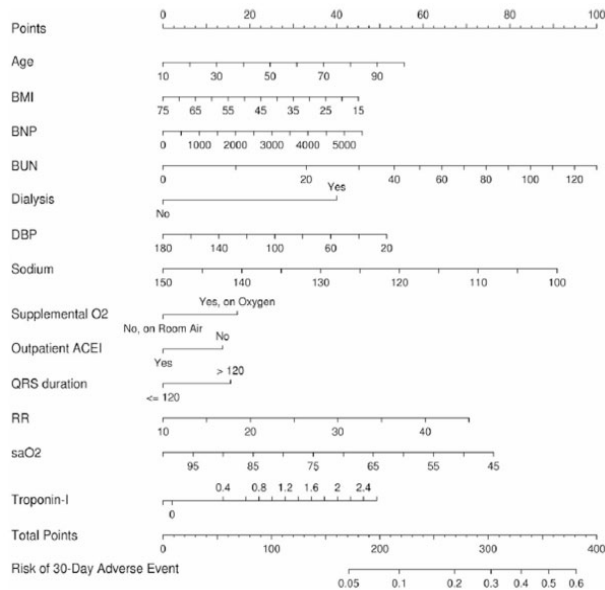 0 20 40 60 80 100
Points
Age
10 30 50 70 90
BMI
75 65 55 45 35 25 15
BNP
0 1000 2000 3000 4000 5000
BUN
0 20 40 60 80 100 120
Yes
Dialysis
No
DBP
180 140 100 60 20
Sodium
150 140 130 120 110 100
Yes, on Oxygen
Supplemental O2
No, on Room Air
No
Outpatient ACEI
Yes
> 120
QRS duration
<= 120
RR
10 20 30 40
saO2
95 85 75 65 55 45
0.4 0.8 1.2 1.6 2 2.4
Troponin-I
0
Total Points
0 100 200 300 400
Risk of 30-Day Adverse Event
0.05 0.1 0.2 0.3 0.4 0.5 0.6